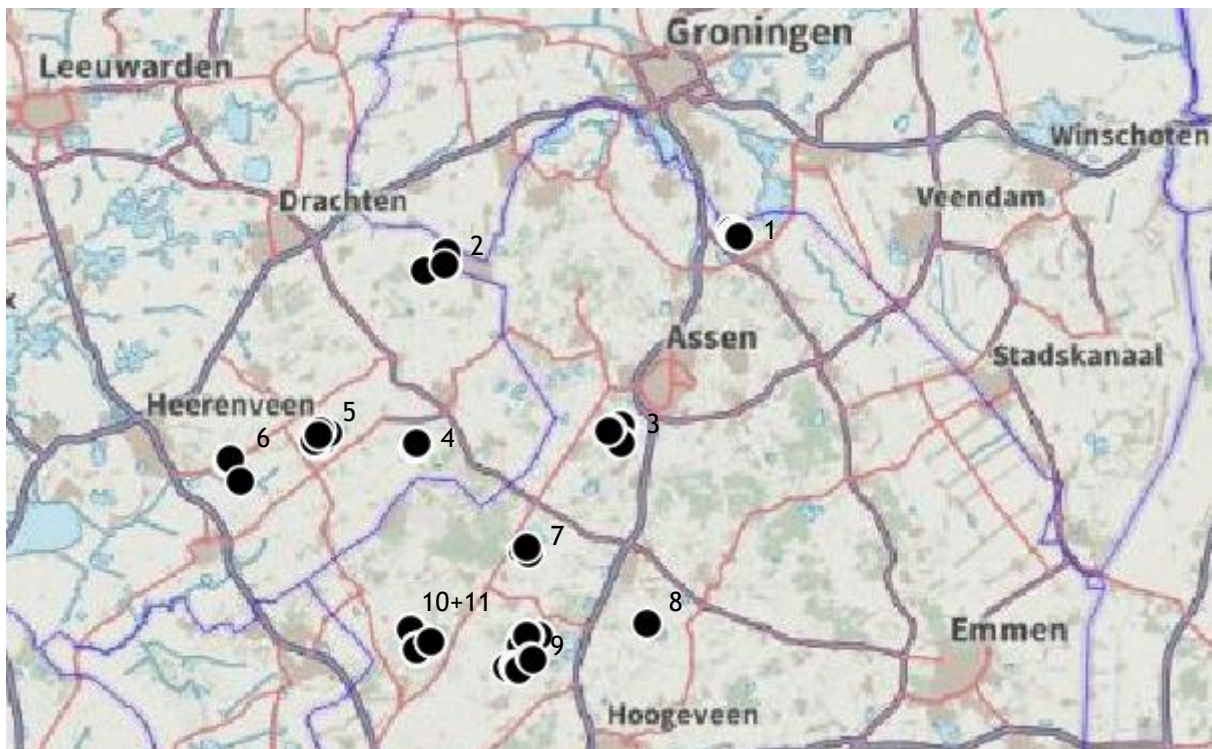 Groningen
Leeuwarden
Winschoten
Drachten
Veendam
1
2
Assen
Stadskanaal
Heerenveen
5
3
6
4
7
10+11
8
Emmen
9
Hoogeveen